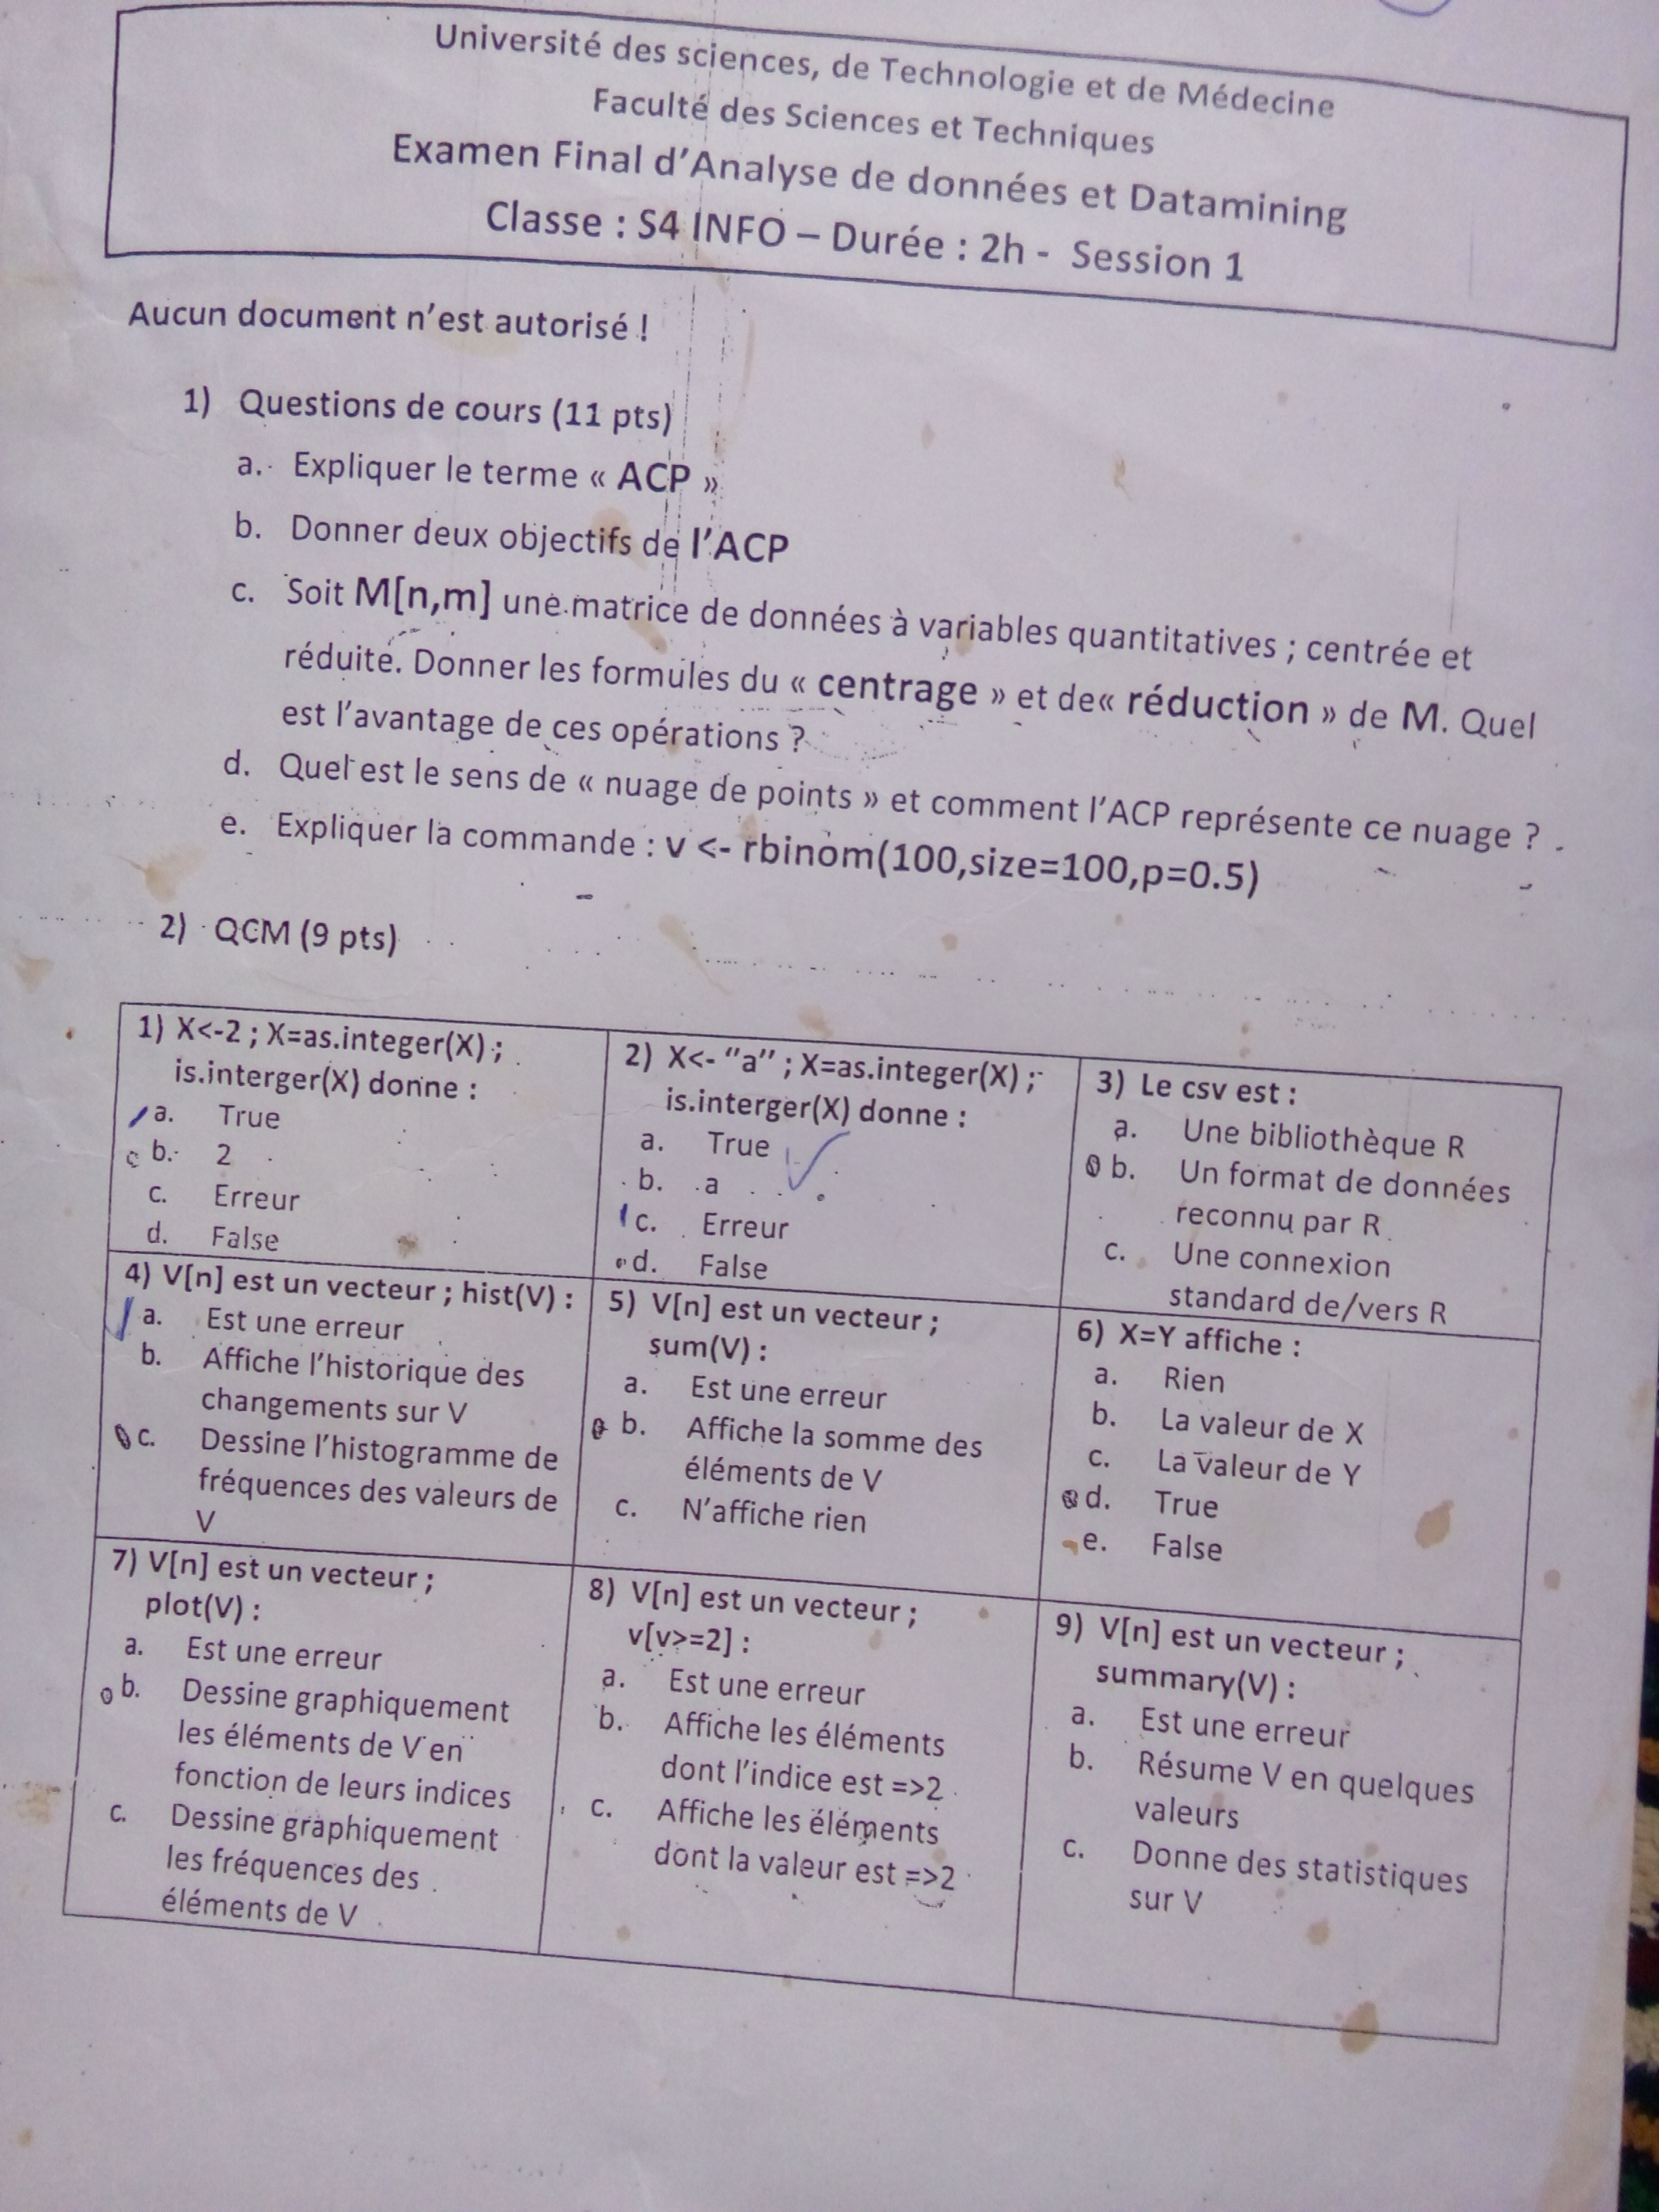 Université des sciences, de Technologie et de Médecine
Faculté des Sciences et Techniques
Examen Final d'Analyse de données et Datamining
Classe : S4 INFO – Durée : 2h - Session 1
Aucun document n'est autorisé !
1) Questions de cours (11 pts)
a. Expliquer le terme « ACP »
b. Donner deux objectifs de l'ACP
c. Soit M[n,m] une matrice de données à variables quantitatives ; centrée et
réduite. Donner les formules du « centrage » et de« réduction » de M. Quel
est l'avantage de ces opérations ?
d. Quel est le sens de « nuage de points » et comment l'ACP représente ce nuage ?
e. Expliquer la commande : v <- rbinom(100,size=100,p=0.5)
2) QCM (9 pts)
1) X<-2 ; X=as.integer(X) ;
is.interger(X) donne :
a. True
b. 2
c. Erreur
d. False
2) X<- "a" ; X=as.integer(X) ;
is.interger(X) donne :
a. True
b. a
c. Erreur
d. False
3) Le csv est :
a. Une bibliothèque R
b. Un format de données
reconnu par R
c. Une connexion
standard de/vers R
4) V[n] est un vecteur ; hist(V) :
a. Est une erreur
b. Affiche l'historique des
changements sur V
c. Dessine l'histogramme de
fréquences des valeurs de
V
5) V[n] est un vecteur ;
sum(V) :
a. Est une erreur
b. Affiche la somme des
éléments de V
c. N'affiche rien
6) X=Y affiche :
a. Rien
b. La valeur de X
c. La valeur de Y
d. True
e. False
7) V[n] est un vecteur ;
plot(V) :
a. Est une erreur
b. Dessine graphiquement
les éléments de V en
fonction de leurs indices
c. Dessine graphiquement
les fréquences des
éléments de V
8) V[n] est un vecteur ;
v[v>=2] :
a. Est une erreur
b. Affiche les éléments
dont l'indice est =>2
c. Affiche les éléments
dont la valeur est =>2
9) V[n] est un vecteur ;
summary(V) :
a. Est une erreur
b. Résume V en quelques
valeurs
c. Donne des statistiques
sur V